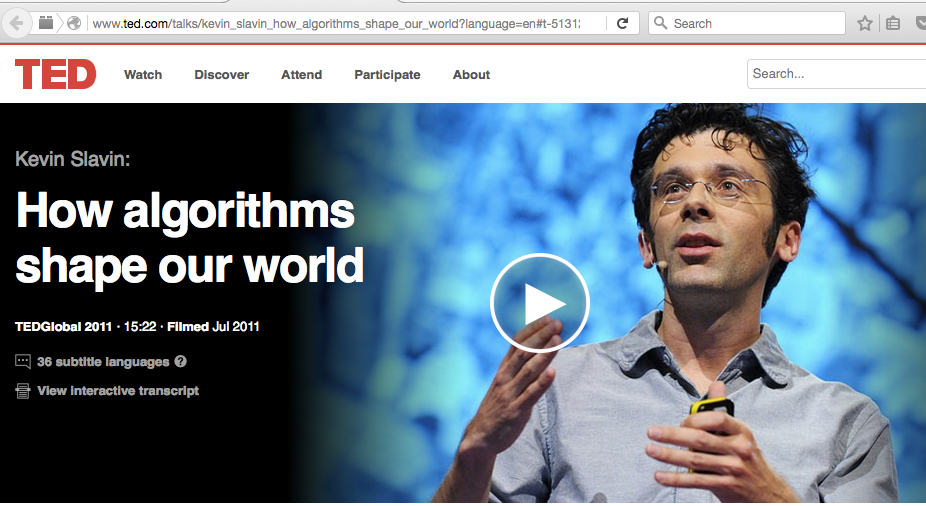 www.ted.com/talks/kevin_slavin_how_algorithms_shape_our_world?language=en#t-5131
Search
TED
Watch Discover Attend Participate About
Search...
Kevin Slavin:
How algorithms
shape our world
TEDGlobal 2011 · 15:22 · Filmed Jul 2011
36 subtitle languages ?
View interactive transcript